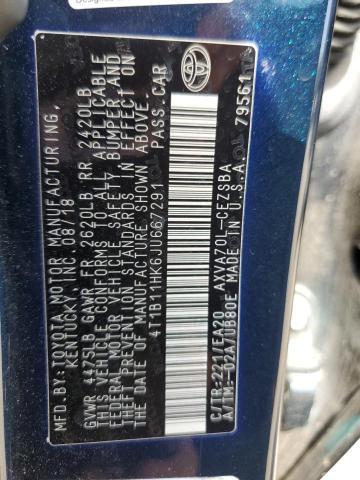 MFD.BY:TOYOTA MOTOR MANUFACTURING,
KENTUCKY, INC. 08/18
GVWR 4475LB GAWR FR 2620LB RR 2420LB
THIS VEHICLE CONFORMS TO ALL APPLICABLE
FEDERAL MOTOR VEHICLE SAFETY, BUMPER, AND
THEFT PREVENTION STANDARDS IN EFFECT ON
THE DATE OF MANUFACTURE SHOWN ABOVE.
4T1B11HK6JU667291 PASS.CAR
C/TR:2221/EA20 AXVA70L-CEZSBA
A/TM:-02A/UB80E MADE IN U.S.A. 79561